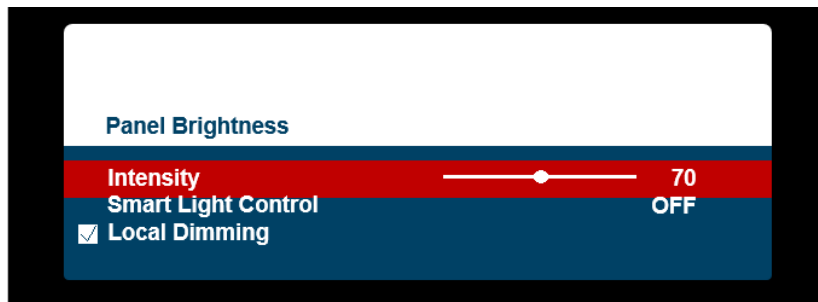 Panel Brightness
Intensity 70
Smart Light Control OFF
Local Dimming